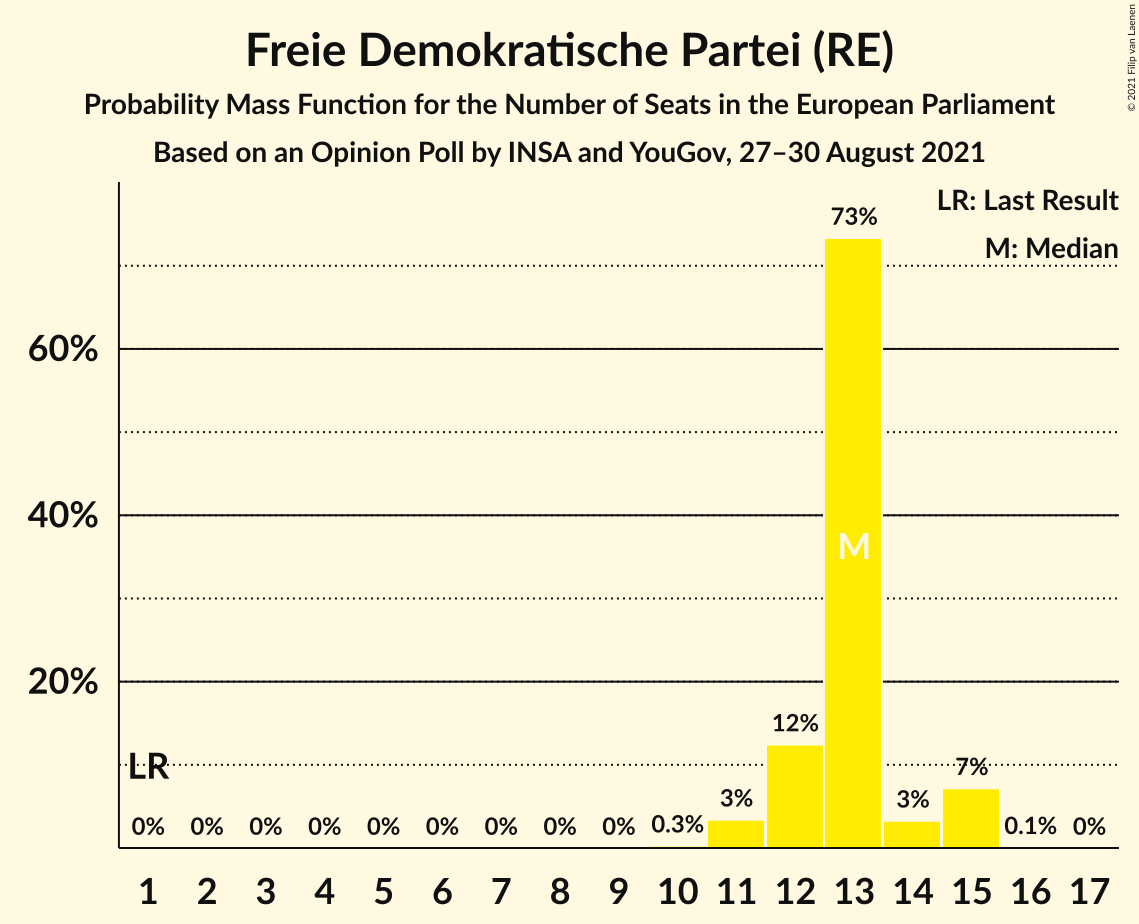 Freie Demokratische Partei (RE)
Probability Mass Function for the Number of Seats in the European Parliament
Based on an Opinion Poll by INSA and YouGov, 27–30 August 2021
© 2021 Filip van Laenen
LR: Last Result
M: Median
73%
60%
40%
M
20%
12%
LR
7%
3%
3%
0% 0% 0% 0% 0% 0% 0% 0% 0% 0.3% 0.1% 0%
1 2 3 4 5 6 7 8 9 10 11 12 13 14 15 16 17